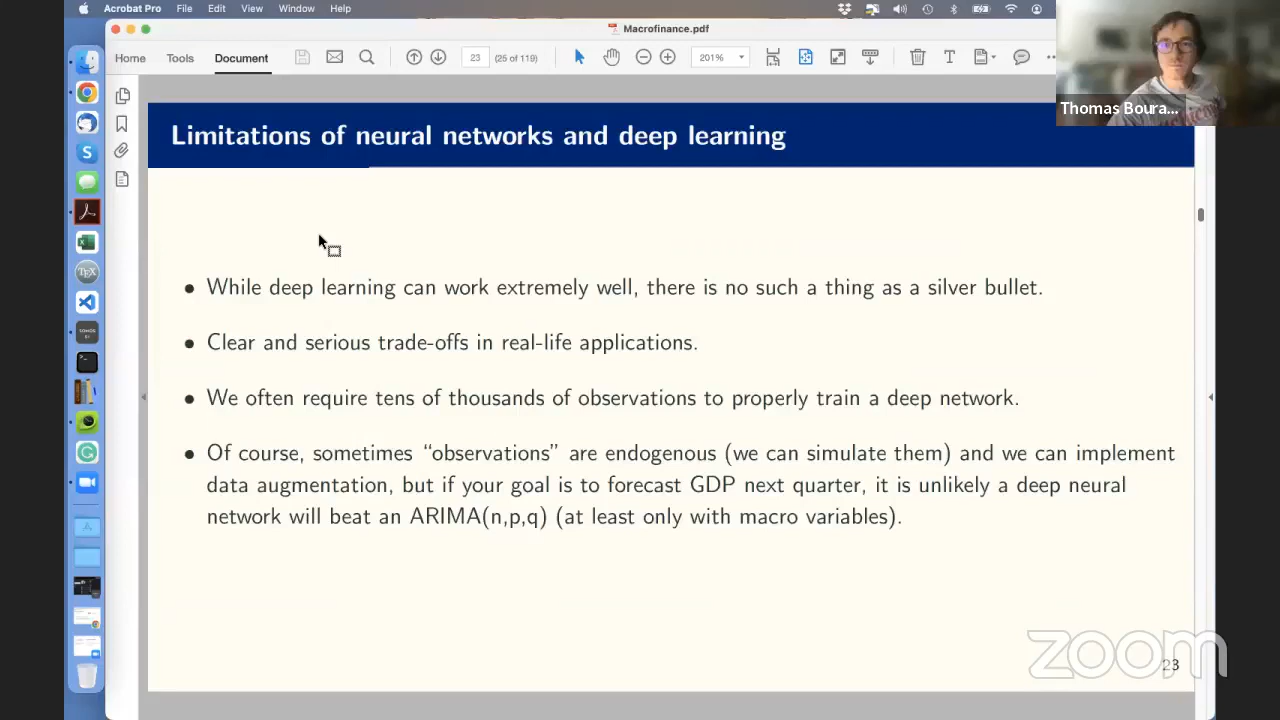 Acrobat Pro File Edit View Window Help
Macrofinance.pdf
Home Tools Document 23 (25 of 119) 201%
Thomas Boura...
Limitations of neural networks and deep learning
• While deep learning can work extremely well, there is no such a thing as a silver bullet.
• Clear and serious trade-offs in real-life applications.
• We often require tens of thousands of observations to properly train a deep network.
• Of course, sometimes “observations” are endogenous (we can simulate them) and we can implement
data augmentation, but if your goal is to forecast GDP next quarter, it is unlikely a deep neural
network will beat an ARIMA(n,p,q) (at least only with macro variables).
zoom
23